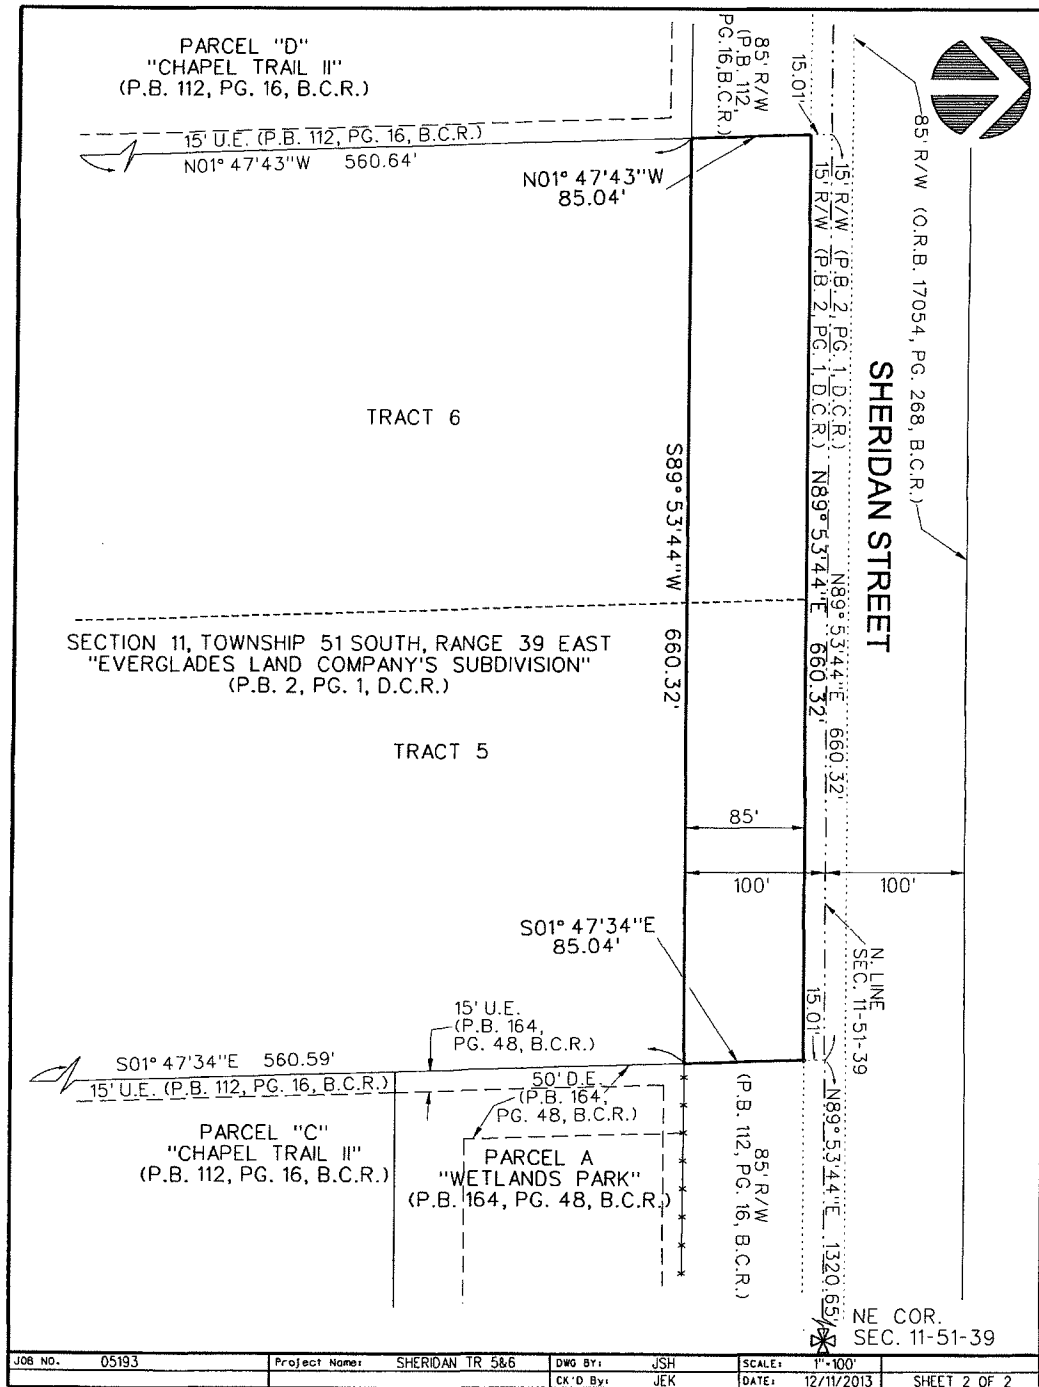 PARCEL "D"
"CHAPEL TRAIL II"
(P.B. 112, PG. 16, B.C.R.)
15' U.E. (P.B. 112, PG. 16, B.C.R.)
N01° 47'43"W 560.64'
85' R/W
(P.B. 112,
PG. 16, B.C.R.)
15.01'
N01° 47'43"W
85.04'
15' R/W (P.B. 2, PG. 1, D.C.R.)
15' R/W (P.B. 2, PG. 1, D.C.R.)
85' R/W (O.R.B. 17054, PG. 268, B.C.R.)
SHERIDAN STREET
TRACT 6
S89° 53'44"W 660.32'
N89° 53'44"E 660.32'
N89° 53'44"E 660.32'
SECTION 11, TOWNSHIP 51 SOUTH, RANGE 39 EAST
"EVERGLADES LAND COMPANY'S SUBDIVISION"
(P.B. 2, PG. 1, D.C.R.)
TRACT 5
85'
100'
100'
S01° 47'34"E
85.04'
N. LINE
SEC. 11-51-39
15.01'
15' U.E.
(P.B. 164,
PG. 48, B.C.R.)
S01° 47'34"E 560.59'
15' U.E. (P.B. 112, PG. 16, B.C.R.)
50' D.E.
(P.B. 164,
PG. 48, B.C.R.)
PARCEL "C"
"CHAPEL TRAIL II"
(P.B. 112, PG. 16, B.C.R.)
PARCEL A
"WETLANDS PARK"
(P.B. 164, PG. 48, B.C.R.)
85' R/W
(P.B. 112, PG. 16, B.C.R.)
N89° 53'44"E 1320.65'
NE COR.
SEC. 11-51-39
JOB NO. 05193 Project Name: SHERIDAN TR 5&6 DWG BY: JSH SCALE: 1"=100'
CK'D By: JEK DATE: 12/11/2013 SHEET 2 OF 2